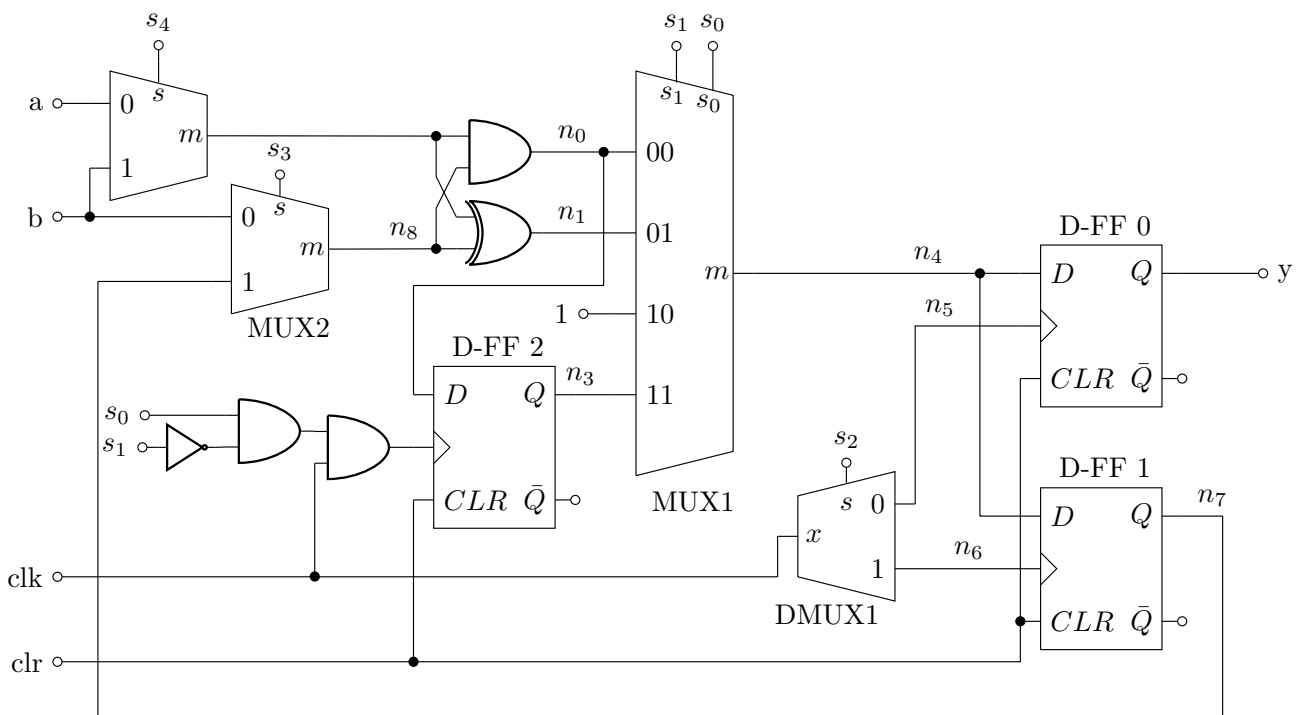 s₄
s₁ s₀
a
0
s
m
1
s₃
b
0
s
m
1
MUX2
n₈
n₀
n₁
s₁
s₀
00
01
m
1
10
11
MUX1
n₄
n₅
D-FF 0
D Q
CLR Q̄
y
D-FF 2
D Q
CLR Q̄
n₃
s₀
s₁
s₂
s
0
x
1
DMUX1
n₆
D-FF 1
D Q
CLR Q̄
n₇
clk
clr